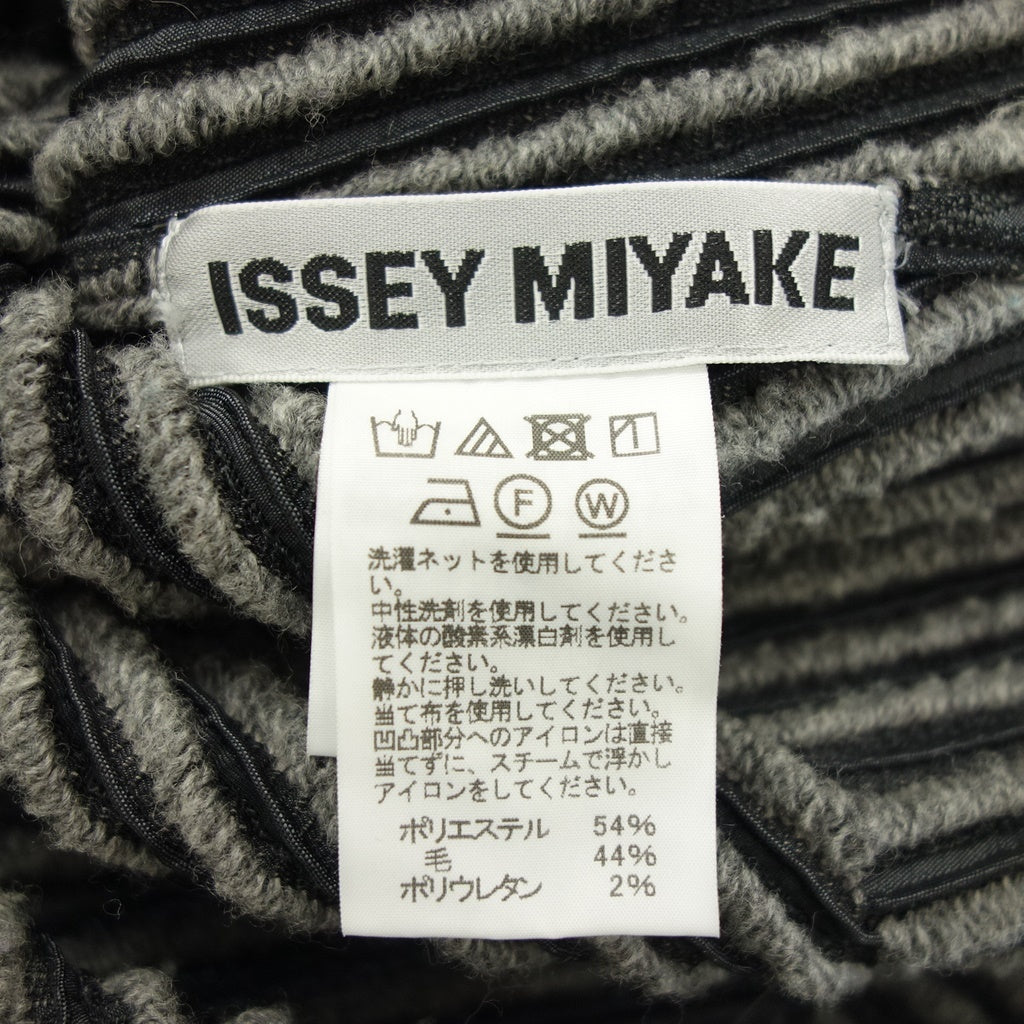 ISSEY MIYAKE
F W
洗濯ネットを使用してくださ
い。
中性洗剤を使用してください。
液体の酸素系漂白剤を使用し
てください。
静かに押し洗いしてください。
当て布を使用してください。
凹凸部分へのアイロンは直接
当てずに、スチームで浮かし
アイロンをしてください。
ポリエステル 54%
毛 44%
ポリウレタン 2%